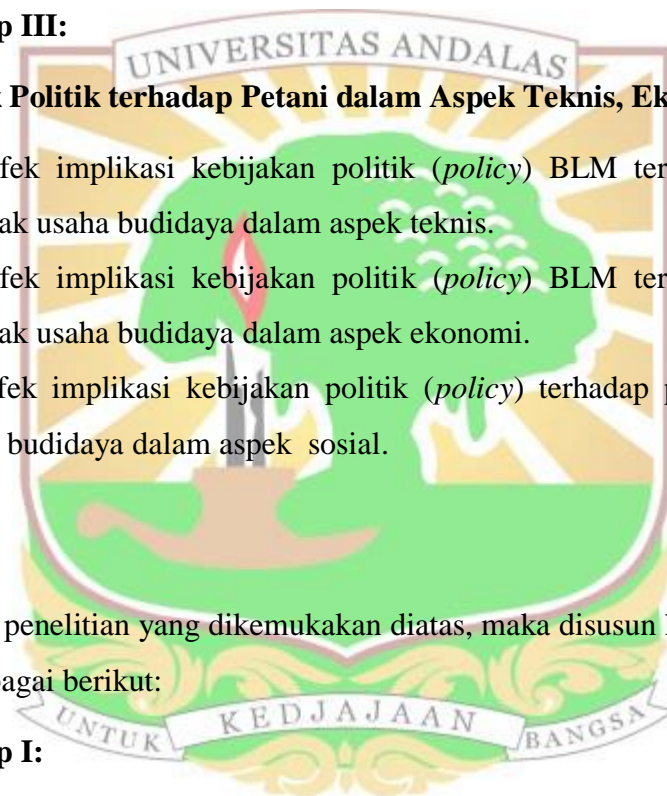 p III:
UNIVERSITAS ANDALAS
k Politik terhadap Petani dalam Aspek Teknis, Ek
fek implikasi kebijakan politik (policy) BLM ter
ak usaha budidaya dalam aspek teknis.
fek implikasi kebijakan politik (policy) BLM ter
ak usaha budidaya dalam aspek ekonomi.
fek implikasi kebijakan politik (policy) terhadap p
budidaya dalam aspek sosial.
penelitian yang dikemukakan diatas, maka disusun
bagai berikut:
UNTUK KEDJAJAAN BANGSA
p I: